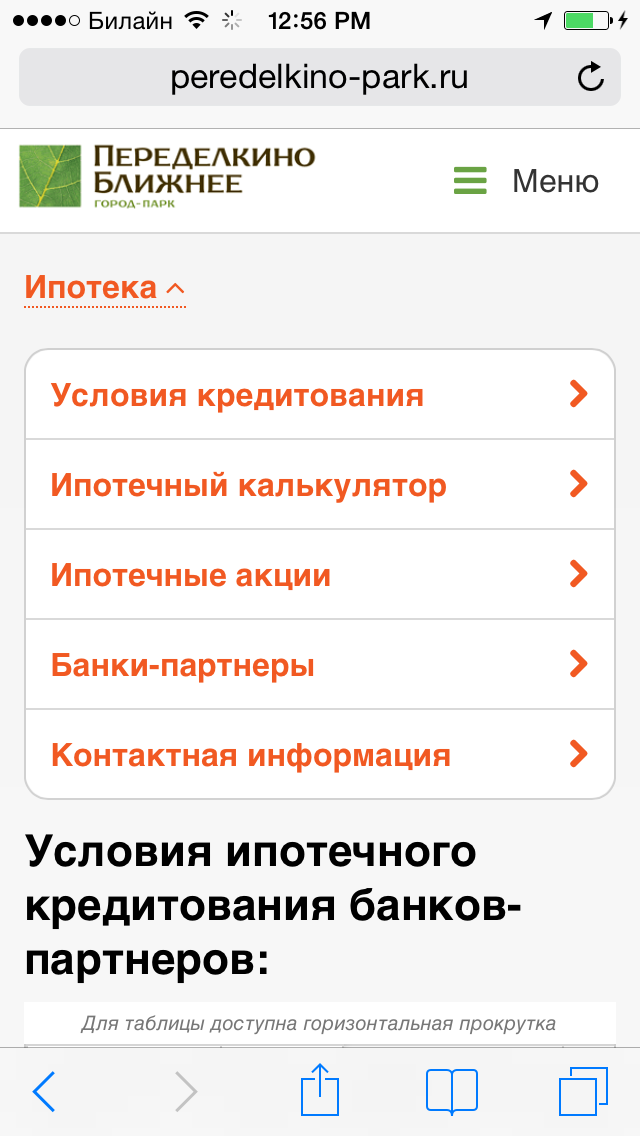 Билайн 12:56 PM
peredelkino-park.ru
ПЕРЕДЕЛКИНО
БЛИЖНЕЕ
ГОРОД-ПАРК
Меню
Ипотека
Условия кредитования
Ипотечный калькулятор
Ипотечные акции
Банки-партнеры
Контактная информация
Условия ипотечного
кредитования банков-
партнеров:
Для таблицы доступна горизонтальная прокрутка